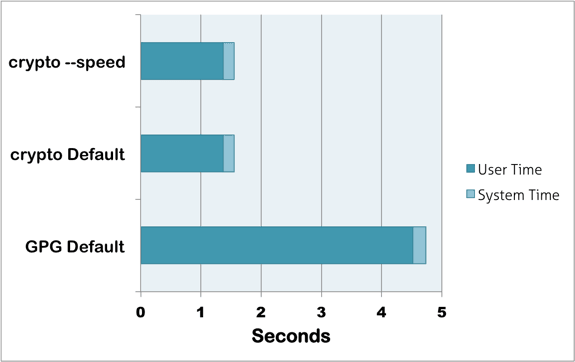 crypto --speed
crypto Default
GPG Default
User Time
System Time
0 1 2 3 4 5
Seconds